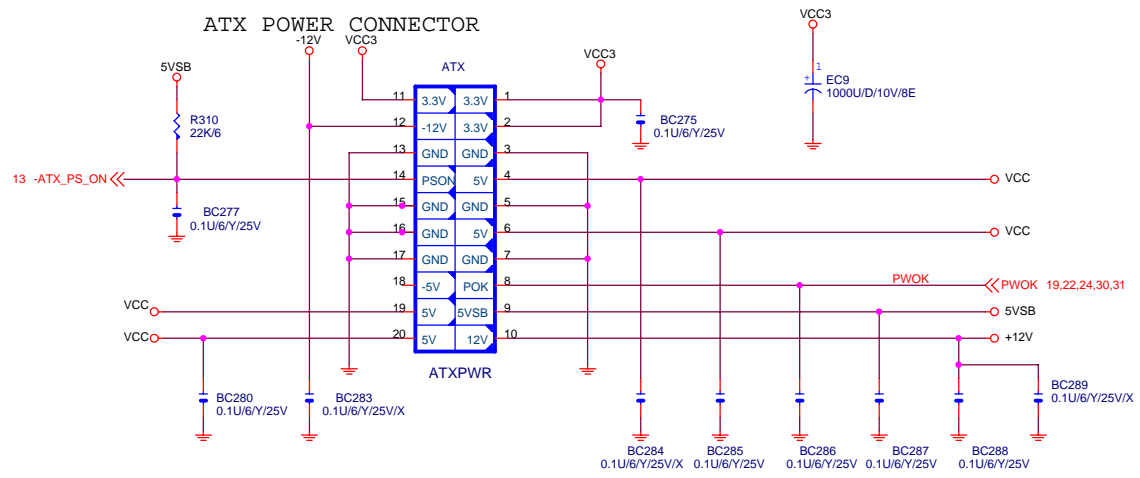 ATX POWER CONNECTOR
-12V
VCC3
VCC3
VCC3
5VSB
ATX
1
+
EC9
1000U/D/10V/8E
R310
22K/6
11 3.3V 3.3V 1
BC275
0.1U/6/Y/25V
12 -12V 3.3V 2
13 GND GND 3
13 -ATX_PS_ON
14 PSON 5V 4
VCC
BC277
0.1U/6/Y/25V
15 GND GND 5
16 GND 5V 6
VCC
17 GND GND 7
18 -5V POK 8
PWOK
PWOK 19,22,24,30,31
VCC
19 5V 5VSB 9
5VSB
VCC
20 5V 12V 10
+12V
ATXPWR
BC280
0.1U/6/Y/25V
BC283
0.1U/6/Y/25V/X
BC289
0.1U/6/Y/25V/X
BC284
0.1U/6/Y/25V/X
BC285
0.1U/6/Y/25V
BC286
0.1U/6/Y/25V
BC287
0.1U/6/Y/25V
BC288
0.1U/6/Y/25V